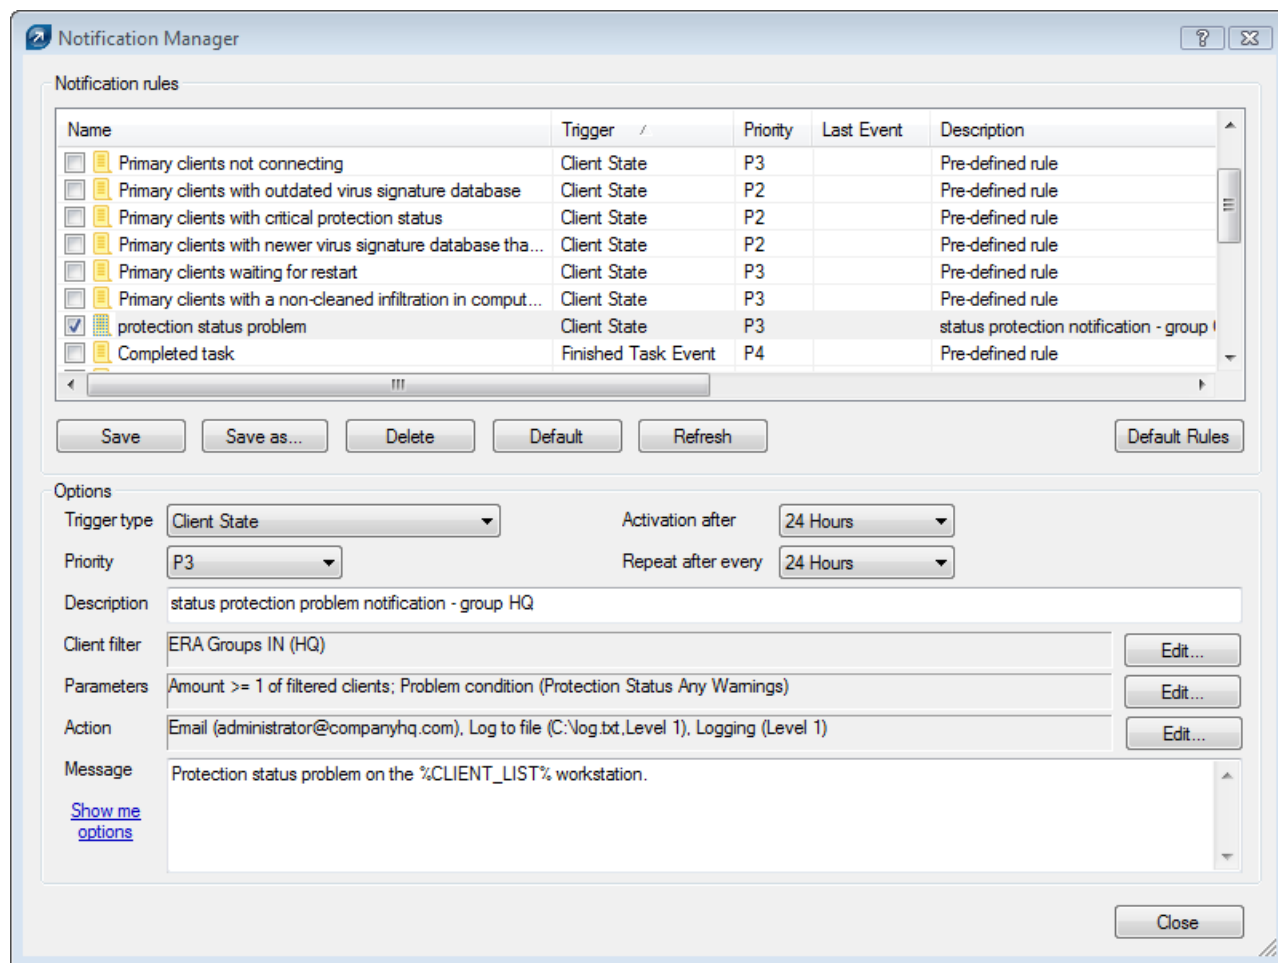 Notification Manager
Notification rules
Name Trigger Priority Last Event Description
Primary clients not connecting Client State P3 Pre-defined rule
Primary clients with outdated virus signature database Client State P2 Pre-defined rule
Primary clients with critical protection status Client State P2 Pre-defined rule
Primary clients with newer virus signature database tha... Client State P2 Pre-defined rule
Primary clients waiting for restart Client State P3 Pre-defined rule
Primary clients with a non-cleaned infiltration in comput... Client State P3 Pre-defined rule
protection status problem Client State P3 status protection notification - group
Completed task Finished Task Event P4 Pre-defined rule
Save Save as... Delete Default Refresh Default Rules
Options
Trigger type Client State Activation after 24 Hours
Priority P3 Repeat after every 24 Hours
Description status protection problem notification - group HQ
Client filter ERA Groups IN (HQ) Edit...
Parameters Amount >= 1 of filtered clients; Problem condition (Protection Status Any Warnings) Edit...
Action Email (administrator@companyhq.com), Log to file (C:\log.txt,Level 1), Logging (Level 1) Edit...
Message Protection status problem on the %CLIENT_LIST% workstation.
Show me
options
Close